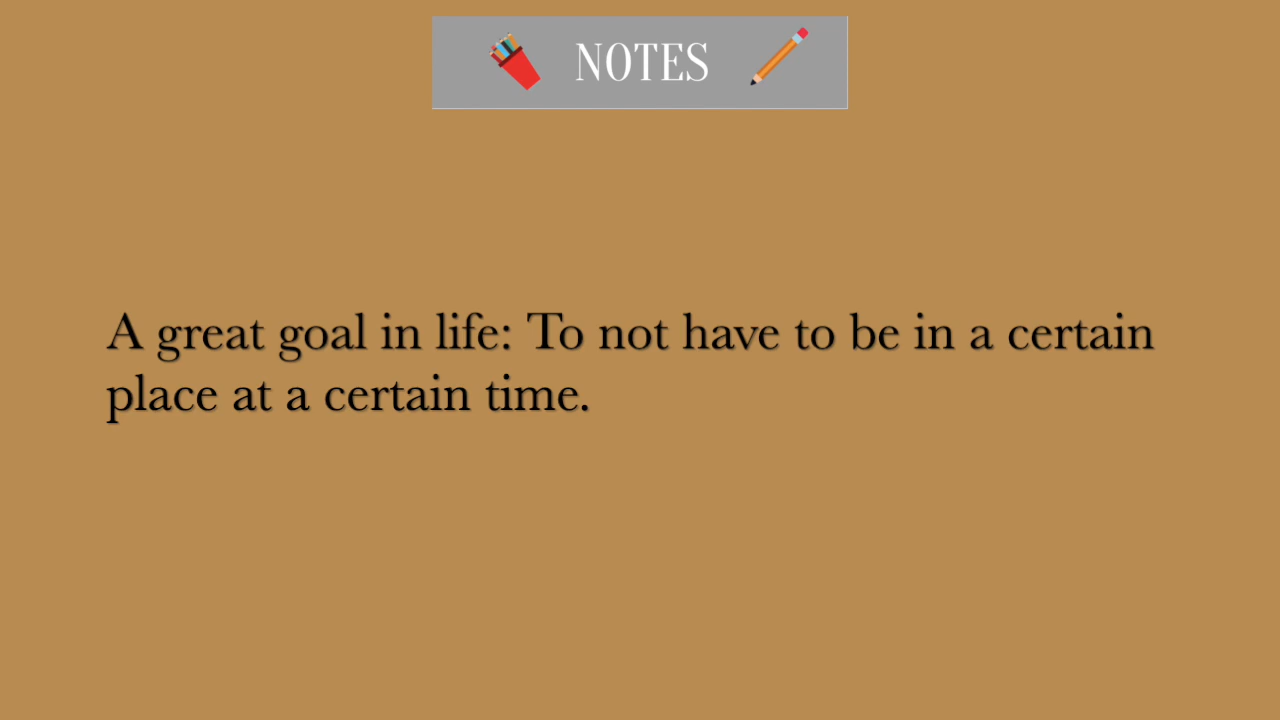 NOTES
A great goal in life: To not have to be in a certain
place at a certain time.